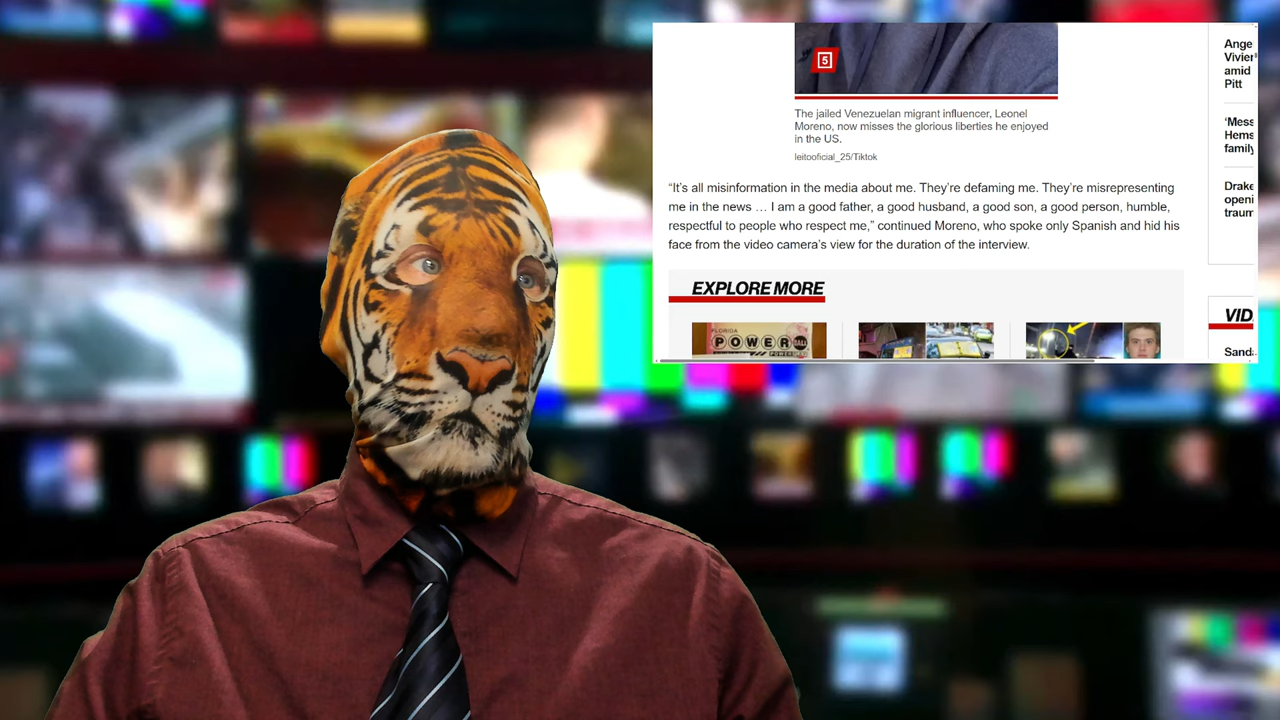 5
The jailed Venezuelan migrant influencer, Leonel
Moreno, now misses the glorious liberties he enjoyed
in the US.
leitooficial_25/Tiktok
“It’s all misinformation in the media about me. They’re defaming me. They’re misrepresenting
me in the news … I am a good father, a good husband, a good son, a good person, humble,
respectful to people who respect me,” continued Moreno, who spoke only Spanish and hid his
face from the video camera’s view for the duration of the interview.
EXPLORE MORE
FLORIDA
POWER BALL
Ange
Vivier
amid
Pitt
‘Mess
Hems
family
Drake
openi
traum
VID
Sand